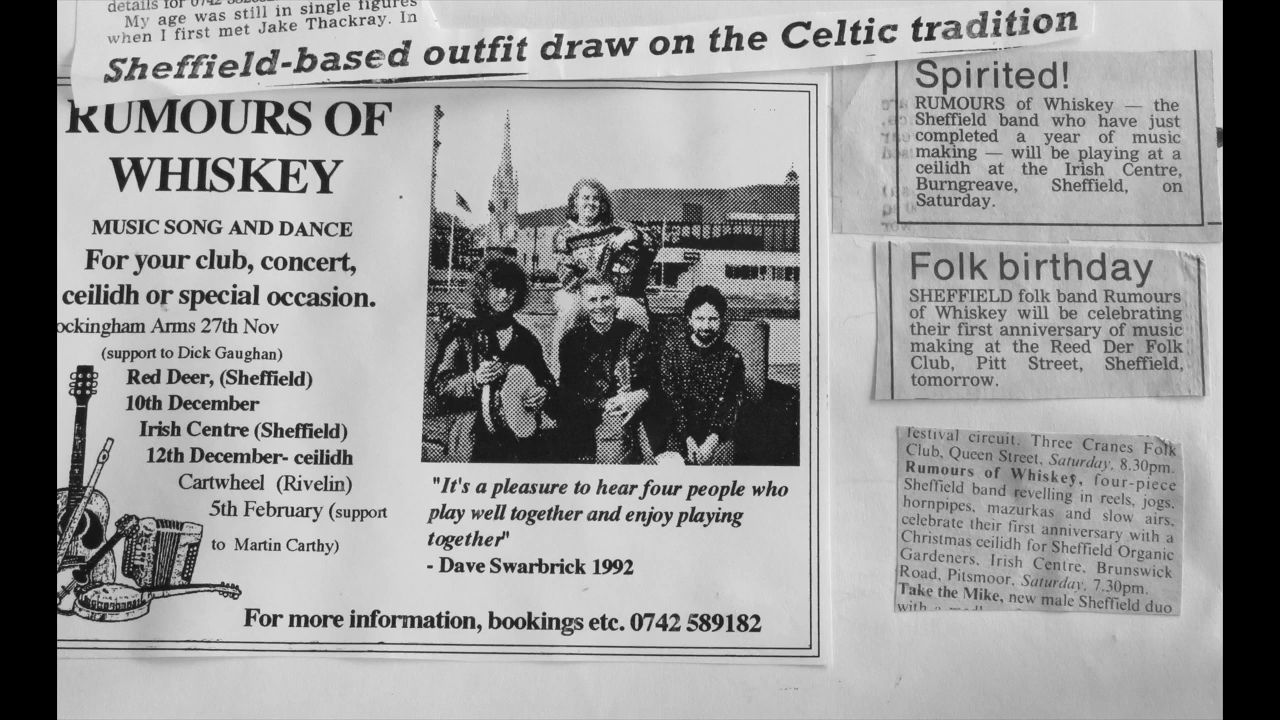 details for 0742
My age was still in single figures
when I first met Jake Thackray. In
Sheffield-based outfit draw on the Celtic tradition
RUMOURS OF
WHISKEY
MUSIC SONG AND DANCE
For your club, concert,
ceilidh or special occasion.
ockingham Arms 27th Nov
(support to Dick Gaughan)
Red Deer, (Sheffield)
10th December
Irish Centre (Sheffield)
12th December- ceilidh
Cartwheel (Rivelin)
5th February (support
to Martin Carthy)
"It's a pleasure to hear four people who
play well together and enjoy playing
together"
- Dave Swarbrick 1992
For more information, bookings etc. 0742 589182
Spirited!
RUMOURS of Whiskey — the
Sheffield band who have just
completed a year of music
making — will be playing at a
ceilidh at the Irish Centre,
Burngreave, Sheffield, on
Saturday.
Folk birthday
SHEFFIELD folk band Rumours
of Whiskey will be celebrating
their first anniversary of music
making at the Reed Der Folk
Club, Pitt Street, Sheffield,
tomorrow.
festival circuit. Three Cranes Folk
Club, Queen Street, Saturday, 8.30pm.
Rumours of Whiskey, four-piece
Sheffield band revelling in reels, jogs,
hornpipes, mazurkas and slow airs,
celebrate their first anniversary with a
Christmas ceilidh for Sheffield Organic
Gardeners. Irish Centre, Brunswick
Road, Pitsmoor, Saturday, 7.30pm.
Take the Mike, new male Sheffield duo
with a